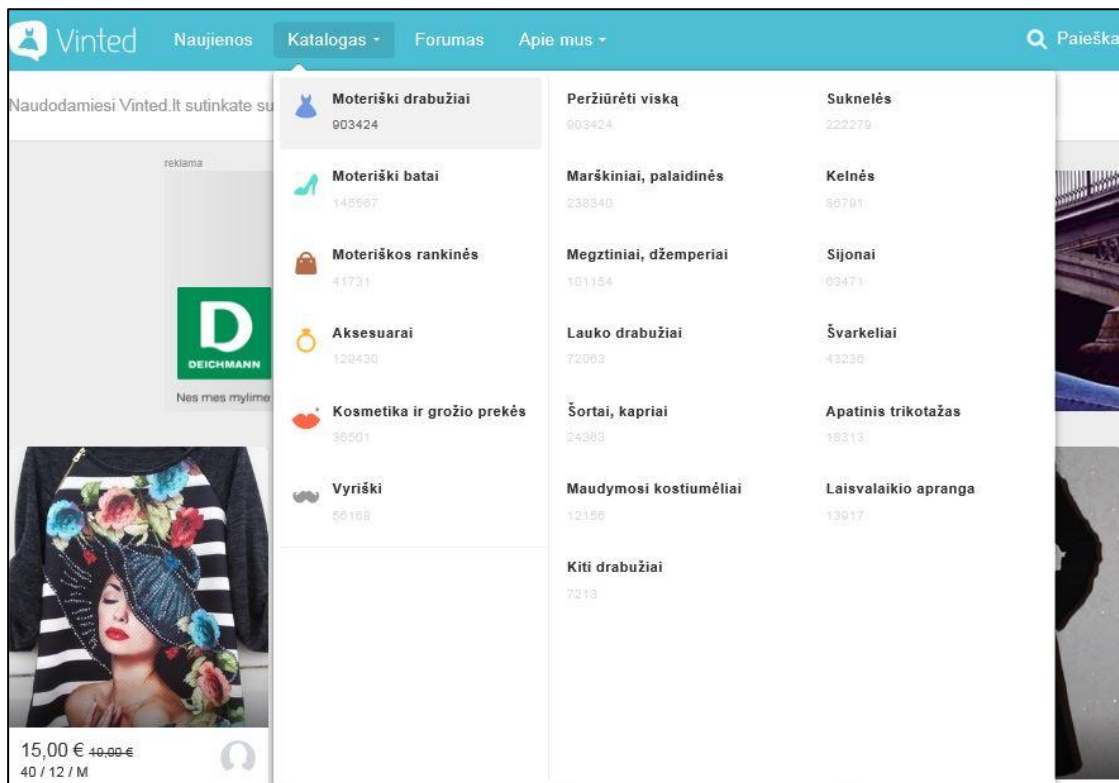 Vinted
Naujienos
Katalogas
Forumas
Apie mus
Paieška
Naudodamiesi Vinted.lt sutinkate su
reklama
D
DEICHMANN
Nes mes mylime
15,00 € 19,00 €
40 / 12 / M
Moteriški drabužiai
903424
Moteriški batai
145567
Moteriškos rankinės
41731
Aksesuarai
129430
Kosmetika ir grožio prekės
36501
Vyriški
56168
Peržiūrėti viską
903424
Marškiniai, palaidinės
238340
Megztiniai, džemperiai
101154
Lauko drabužiai
72063
Šortai, kapriai
24363
Maudymosi kostiumėliai
12156
Kiti drabužiai
7213
Suknelės
222279
Kelnės
86791
Sijonai
63471
Švarkeliai
43236
Apatinis trikotažas
18313
Laisvalaikio apranga
13917